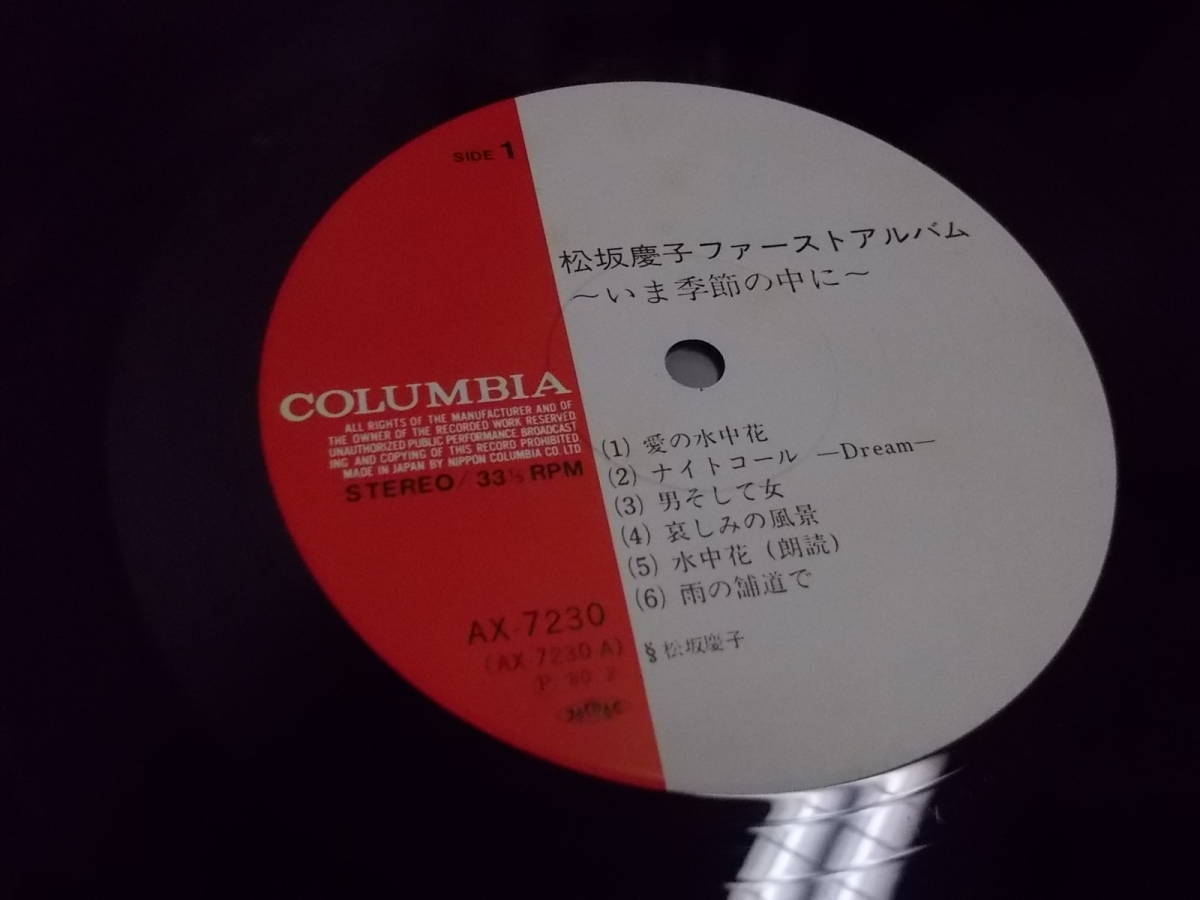 SIDE 1
松坂慶子ファーストアルバム
～いま季節の中に～
COLUMBIA
ALL RIGHTS OF THE MANUFACTURER AND OF
THE OWNER OF THE RECORDED WORK RESERVED
UNAUTHORIZED PUBLIC PERFORMANCE BROADCAST
ING AND COPYING OF THIS RECORD PROHIBITED
MADE IN JAPAN BY NIPPON COLUMBIA CO. LTD
STEREO/33⅓ RPM
(1) 愛の水中花
(2) ナイトコール —Dream—
(3) 男そして女
(4) 哀しみの風景
(5) 水中花 (朗読)
(6) 雨の舗道で
§松坂慶子
AX-7230
(AX-7230 A)